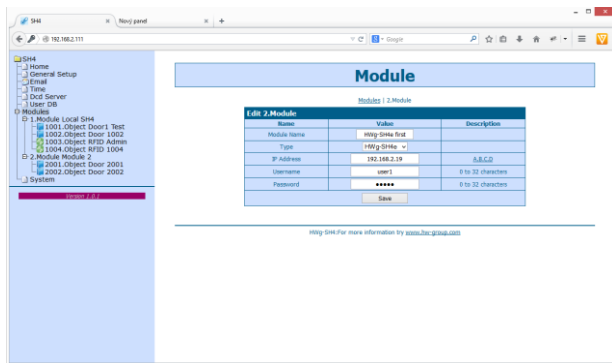 SH4
Nový panel
192.168.2.111
Google
SH4
Home
General Setup
Email
Time
Dcd Server
User DB
Modules
1.Module Local SH4
1001.Object Door1 Test
1002.Object Door 1002
1003.Object RFID Admin
1004.Object RFID 1004
2.Module Module 2
2001.Object Door 2001
2002.Object Door 2002
System
Version 1.0.1
Module
Modules | 2.Module
Edit 2.Module
Name Value Description
Module Name HWg-SH4e first
Type HWg-SH4e
IP Address 192.168.2.19 A.B.C.D
Username user1 0 to 32 characters
Password ●●●●● 0 to 32 characters
Save
HWg-SH4:For more information try www.hw-group.com